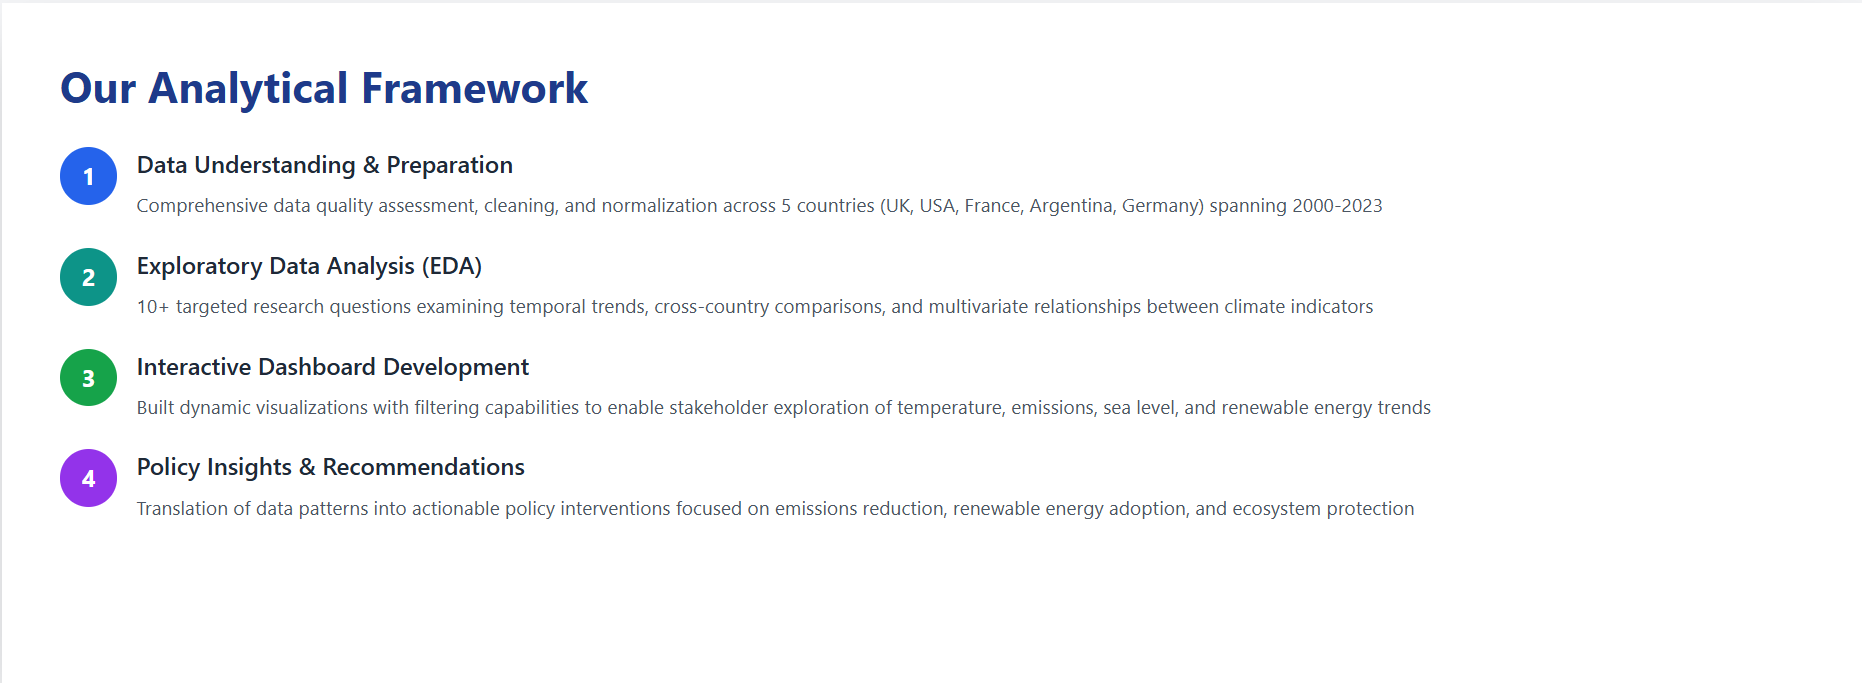 Our Analytical Framework
1
Data Understanding & Preparation
Comprehensive data quality assessment, cleaning, and normalization across 5 countries (UK, USA, France, Argentina, Germany) spanning 2000-2023
2
Exploratory Data Analysis (EDA)
10+ targeted research questions examining temporal trends, cross-country comparisons, and multivariate relationships between climate indicators
3
Interactive Dashboard Development
Built dynamic visualizations with filtering capabilities to enable stakeholder exploration of temperature, emissions, sea level, and renewable energy trends
4
Policy Insights & Recommendations
Translation of data patterns into actionable policy interventions focused on emissions reduction, renewable energy adoption, and ecosystem protection